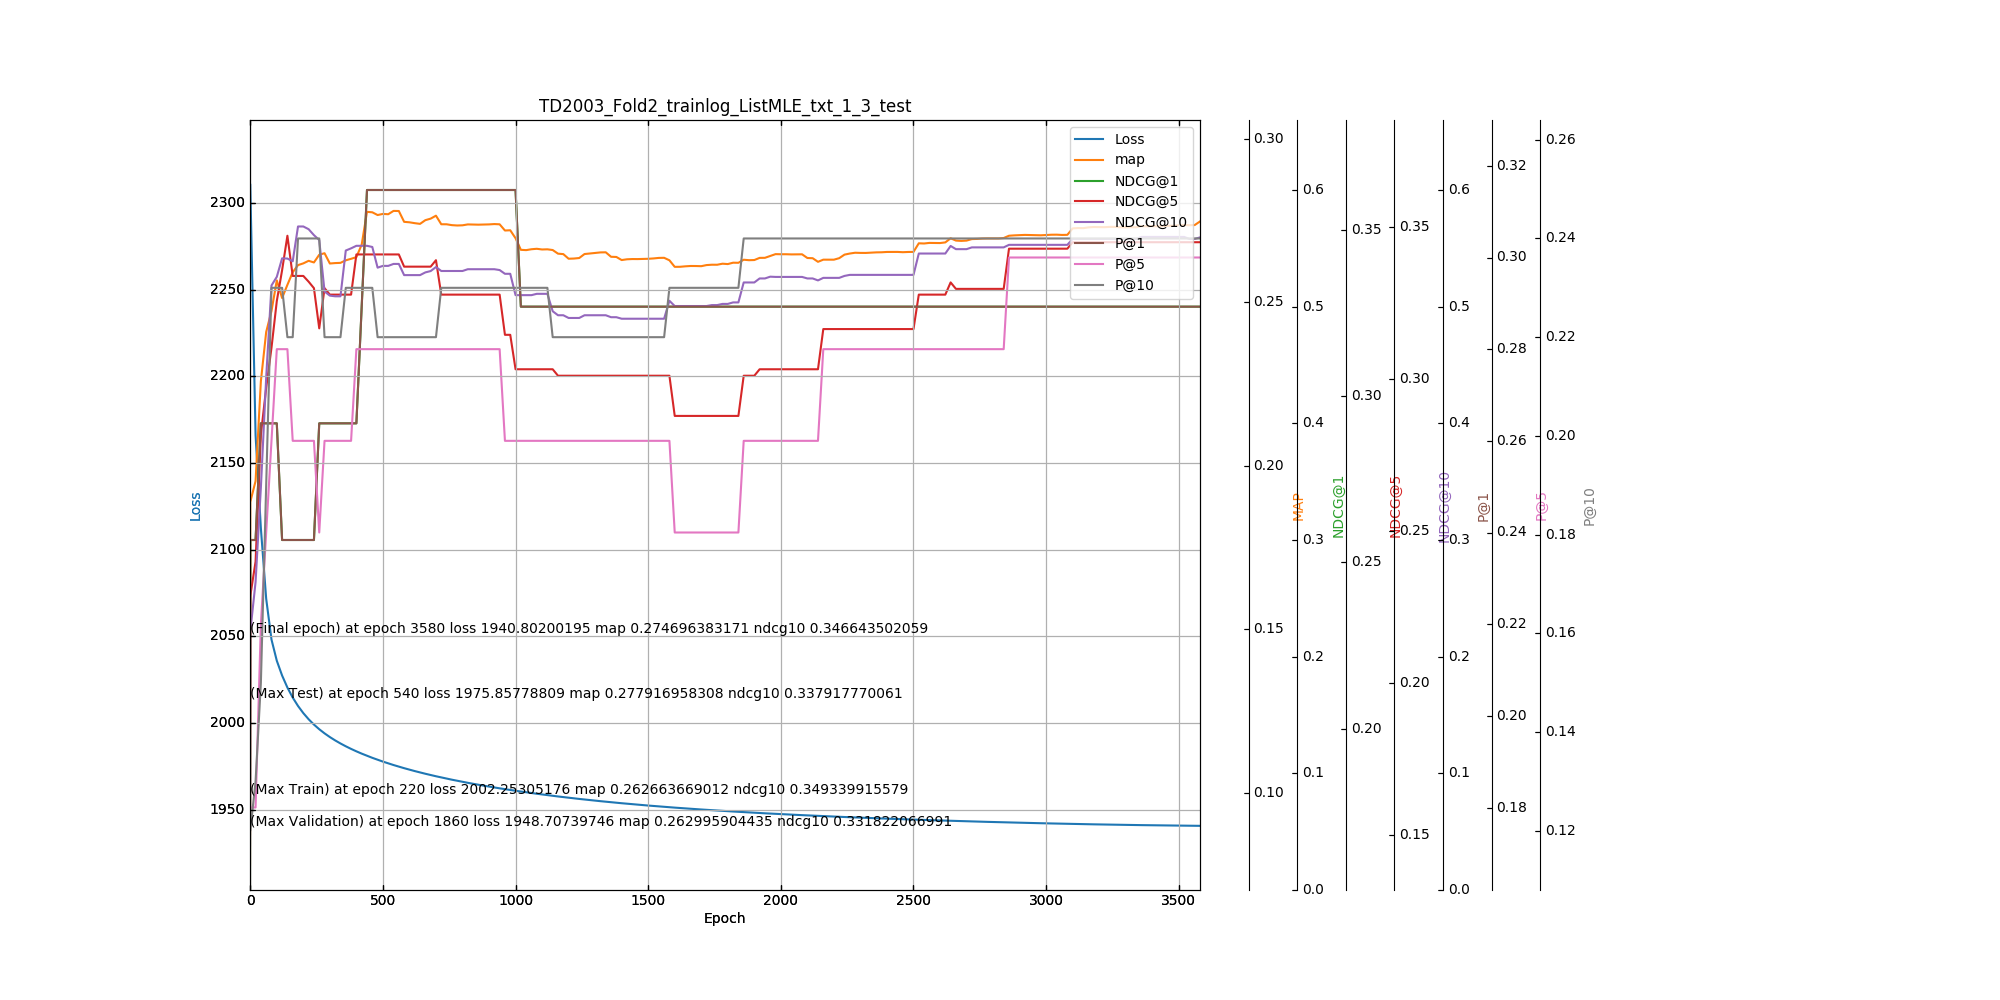 TD2003_Fold2_trainlog_ListMLE_txt_1_3_test
Loss
map
NDCG@1
NDCG@5
NDCG@10
P@1
P@5
P@10
2300
2250
2200
2150
2100
2050
2000
1950
Loss
(Final epoch) at epoch 3580 loss 1940.80200195 map 0.274696383171 ndcg10 0.346643502059
(Max Test) at epoch 540 loss 1975.85778809 map 0.277916958308 ndcg10 0.337917770061
(Max Train) at epoch 220 loss 2002.25305176 map 0.262663669012 ndcg10 0.349339915579
(Max Validation) at epoch 1860 loss 1948.70739746 map 0.262995904435 ndcg10 0.331822066991
0 500 1000 1500 2000 2500 3000 3500
Epoch
0.30
0.25
0.20
0.15
0.10
MAP
0.6
0.5
0.4
0.3
0.2
0.1
0.0
NDCG@1
0.35
0.30
0.25
0.20
NDCG@5
0.35
0.30
0.25
0.20
0.15
NDCG@10
0.6
0.5
0.4
0.3
0.2
0.1
0.0
P@1
0.32
0.30
0.28
0.26
0.24
0.22
0.20
0.18
P@5
0.26
0.24
0.22
0.20
0.18
0.16
0.14
0.12
P@10